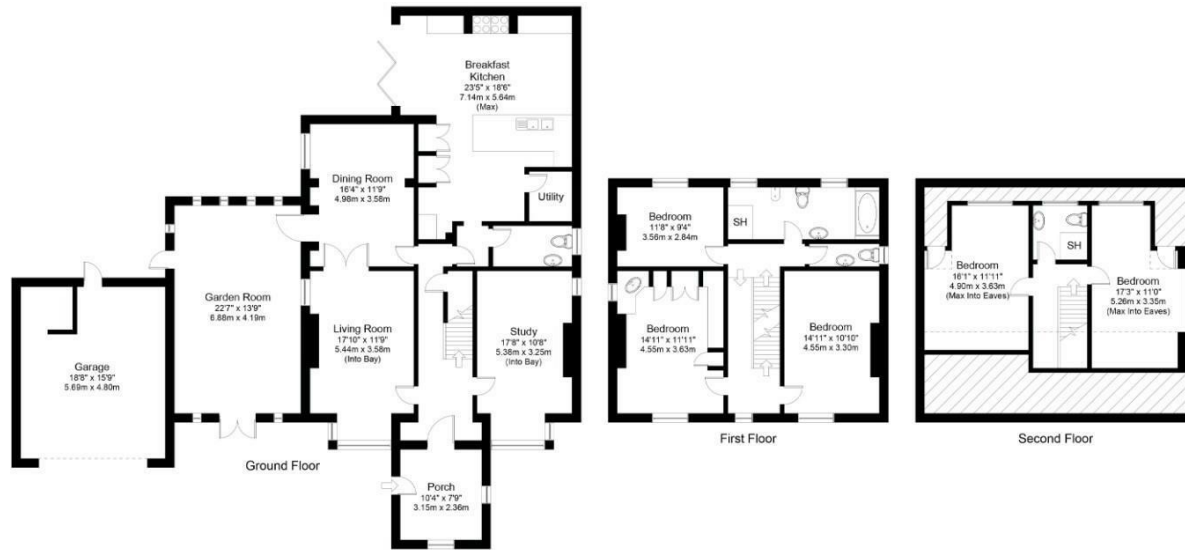 Breakfast
Kitchen
23'5" x 18'6"
7.14m x 5.64m
(Max)
Dining Room
16'4" x 11'9"
4.98m x 3.58m
Utility
Garden Room
22'7" x 13'9"
6.88m x 4.19m
Living Room
17'10" x 11'9"
5.44m x 3.58m
(Into Bay)
Study
17'8" x 10'8"
5.38m x 3.25m
(Into Bay)
Garage
18'8" x 15'9"
5.69m x 4.80m
Porch
10'4" x 7'9"
3.15m x 2.36m
Ground Floor
Bedroom
11'8" x 9'4"
3.56m x 2.84m
SH
Bedroom
14'11" x 11'11"
4.55m x 3.63m
Bedroom
14'11" x 10'10"
4.55m x 3.30m
First Floor
SH
Bedroom
16'1" x 11'11"
4.90m x 3.63m
(Max Into Eaves)
Bedroom
17'3" x 11'0"
5.26m x 3.35m
(Max Into Eaves)
Second Floor